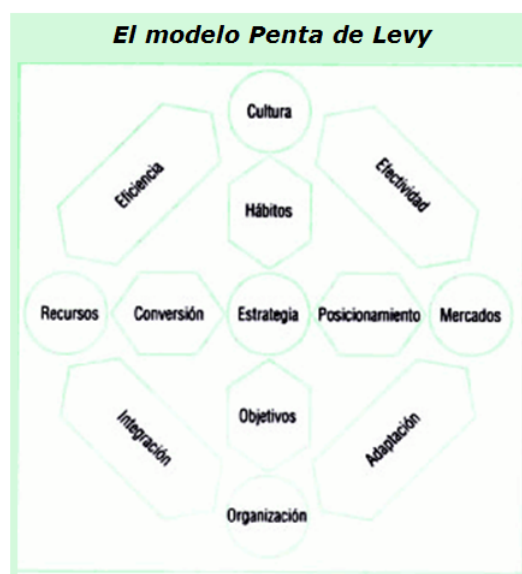 El modelo Penta de Levy
Cultura
Eficiencia
Efectividad
Hábitos
Recursos
Conversión
Estrategia
Posicionamiento
Mercados
Integración
Objetivos
Adaptación
Organización